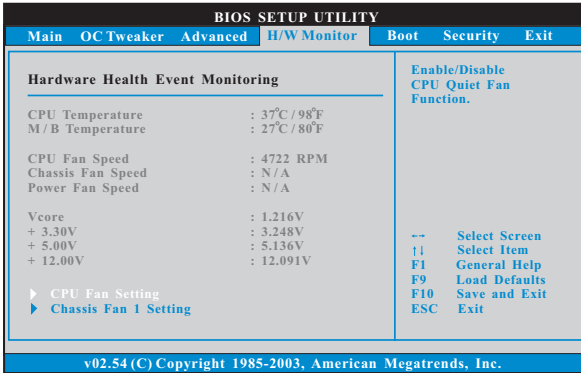 BIOS SETUP UTILITY
Main OC Tweaker Advanced H/W Monitor Boot Security Exit
Hardware Health Event Monitoring
CPU Temperature : 37°C / 98°F
M / B Temperature : 27°C / 80°F
CPU Fan Speed : 4722 RPM
Chassis Fan Speed : N / A
Power Fan Speed : N / A
Vcore : 1.216V
+ 3.30V : 3.248V
+ 5.00V : 5.136V
+ 12.00V : 12.091V
CPU Fan Setting
Chassis Fan 1 Setting
Enable/Disable
CPU Quiet Fan
Function.
←→ Select Screen
↑↓ Select Item
F1 General Help
F9 Load Defaults
F10 Save and Exit
ESC Exit
v02.54 (C) Copyright 1985-2003, American Megatrends, Inc.